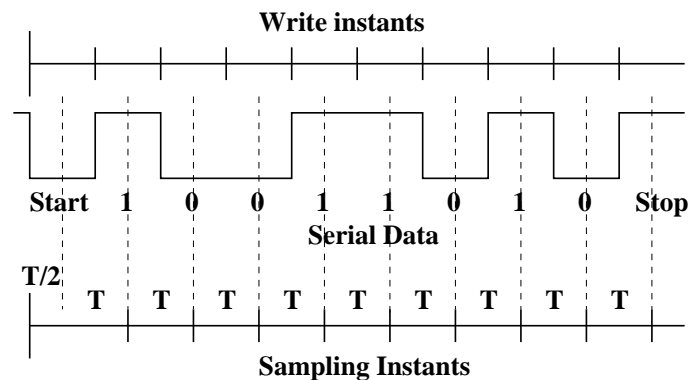 Write instants
Start 1 0 0 1 1 0 1 0 Stop
Serial Data
T/2
T T T T T T T T T
Sampling Instants